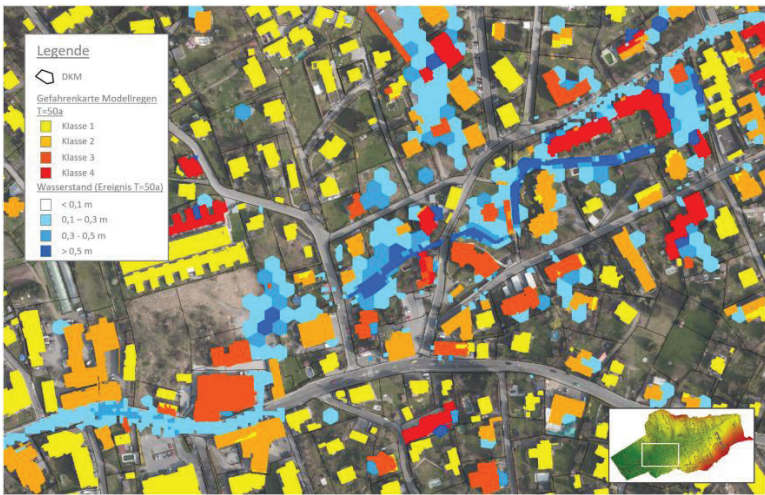 Legende
DKM
Gefahrenkarte Modellregen
T=50a
Klasse 1
Klasse 2
Klasse 3
Klasse 4
Wasserstand (Ereignis T=50a)
< 0,1 m
0,1 – 0,3 m
0,3 - 0,5 m
> 0,5 m